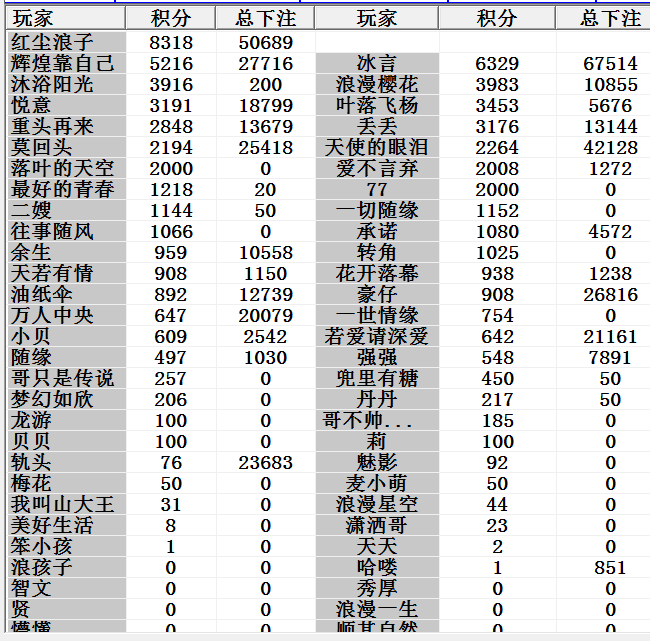 玩家 积分 总下注 玩家 积分 总下注
红尘浪子 8318 50689
辉煌靠自己 5216 27716 冰言 6329 67514
沐浴阳光 3916 200 浪漫樱花 3983 10855
悦意 3191 18799 叶落飞杨 3453 5676
重头再来 2848 13679 丢丢 3176 13144
莫回头 2194 25418 天使的眼泪 2264 42128
落叶的天空 2000 0 爱不言弃 2008 1272
最好的青春 1218 20 77 2000 0
二嫂 1144 50 一切随缘 1152 0
往事随风 1066 0 承诺 1080 4572
余生 959 10558 转角 1025 0
天若有情 908 1150 花开落幕 938 1238
油纸伞 892 12739 豪仔 908 26816
万人中央 647 20079 一世情缘 754 0
小贝 609 2542 若爱请深爱 642 21161
随缘 497 1030 强强 548 7891
哥只是传说 257 0 兜里有糖 450 50
梦幻如欣 206 0 丹丹 217 50
龙游 100 0 哥不帅... 185 0
贝贝 100 0 莉 100 0
轨头 76 23683 魅影 92 0
梅花 50 0 麦小萌 50 0
我叫山大王 31 0 浪漫星空 44 0
美好生活 8 0 潇洒哥 23 0
笨小孩 1 0 天天 2 0
浪孩子 0 0 哈喽 1 851
智文 0 0 秀厚 0 0
贤 0 0 浪漫一生 0 0
懵懂 0 0 顺其自然 0 0